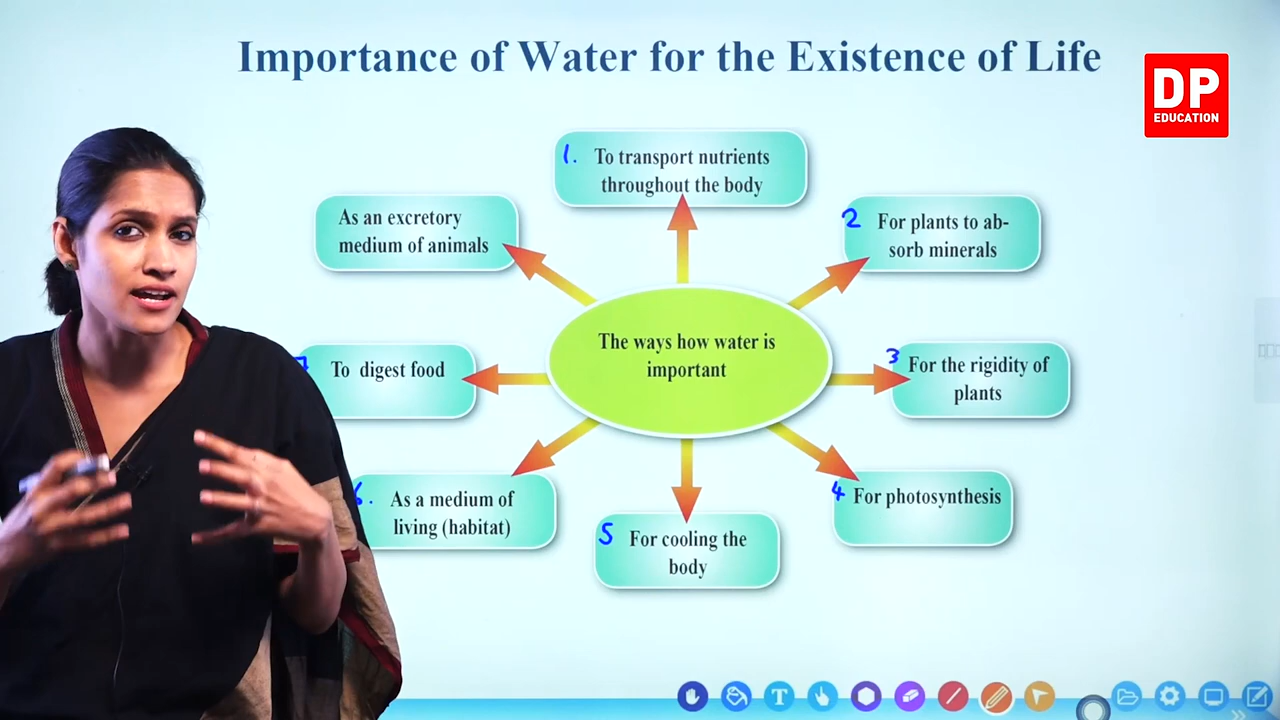 Importance of Water for the Existence of Life
DP
EDUCATION
1. To transport nutrients
throughout the body
2 For plants to ab-
sorb minerals
3 For the rigidity of
plants
4 For photosynthesis
5 For cooling the
body
6. As a medium of
living (habitat)
7 To digest food
As an excretory
medium of animals
The ways how water is
important
T